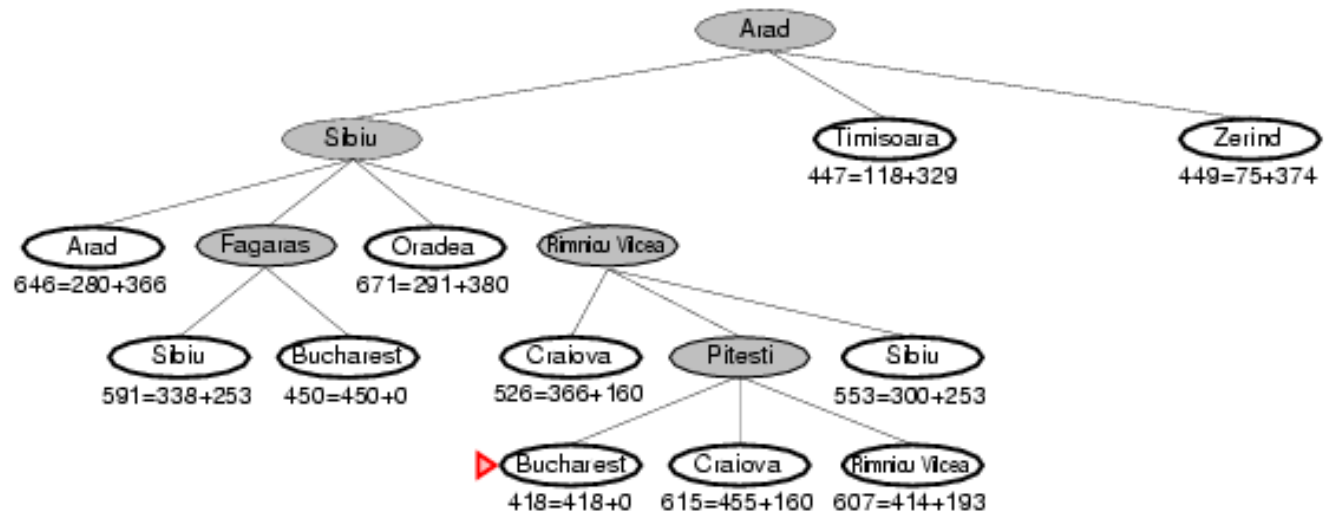 Arad
Sibiu
Timisoara
Zerind
447=118+329
449=75+374
Arad
Fagaras
Oradea
Rimnicu Vilcea
646=280+366
671=291+380
Sibiu
Bucharest
Craiova
Pitesti
Sibiu
591=338+253
450=450+0
526=366+160
553=300+253
Bucharest
Craiova
Rimnicu Vilcea
418=418+0
615=455+160
607=414+193